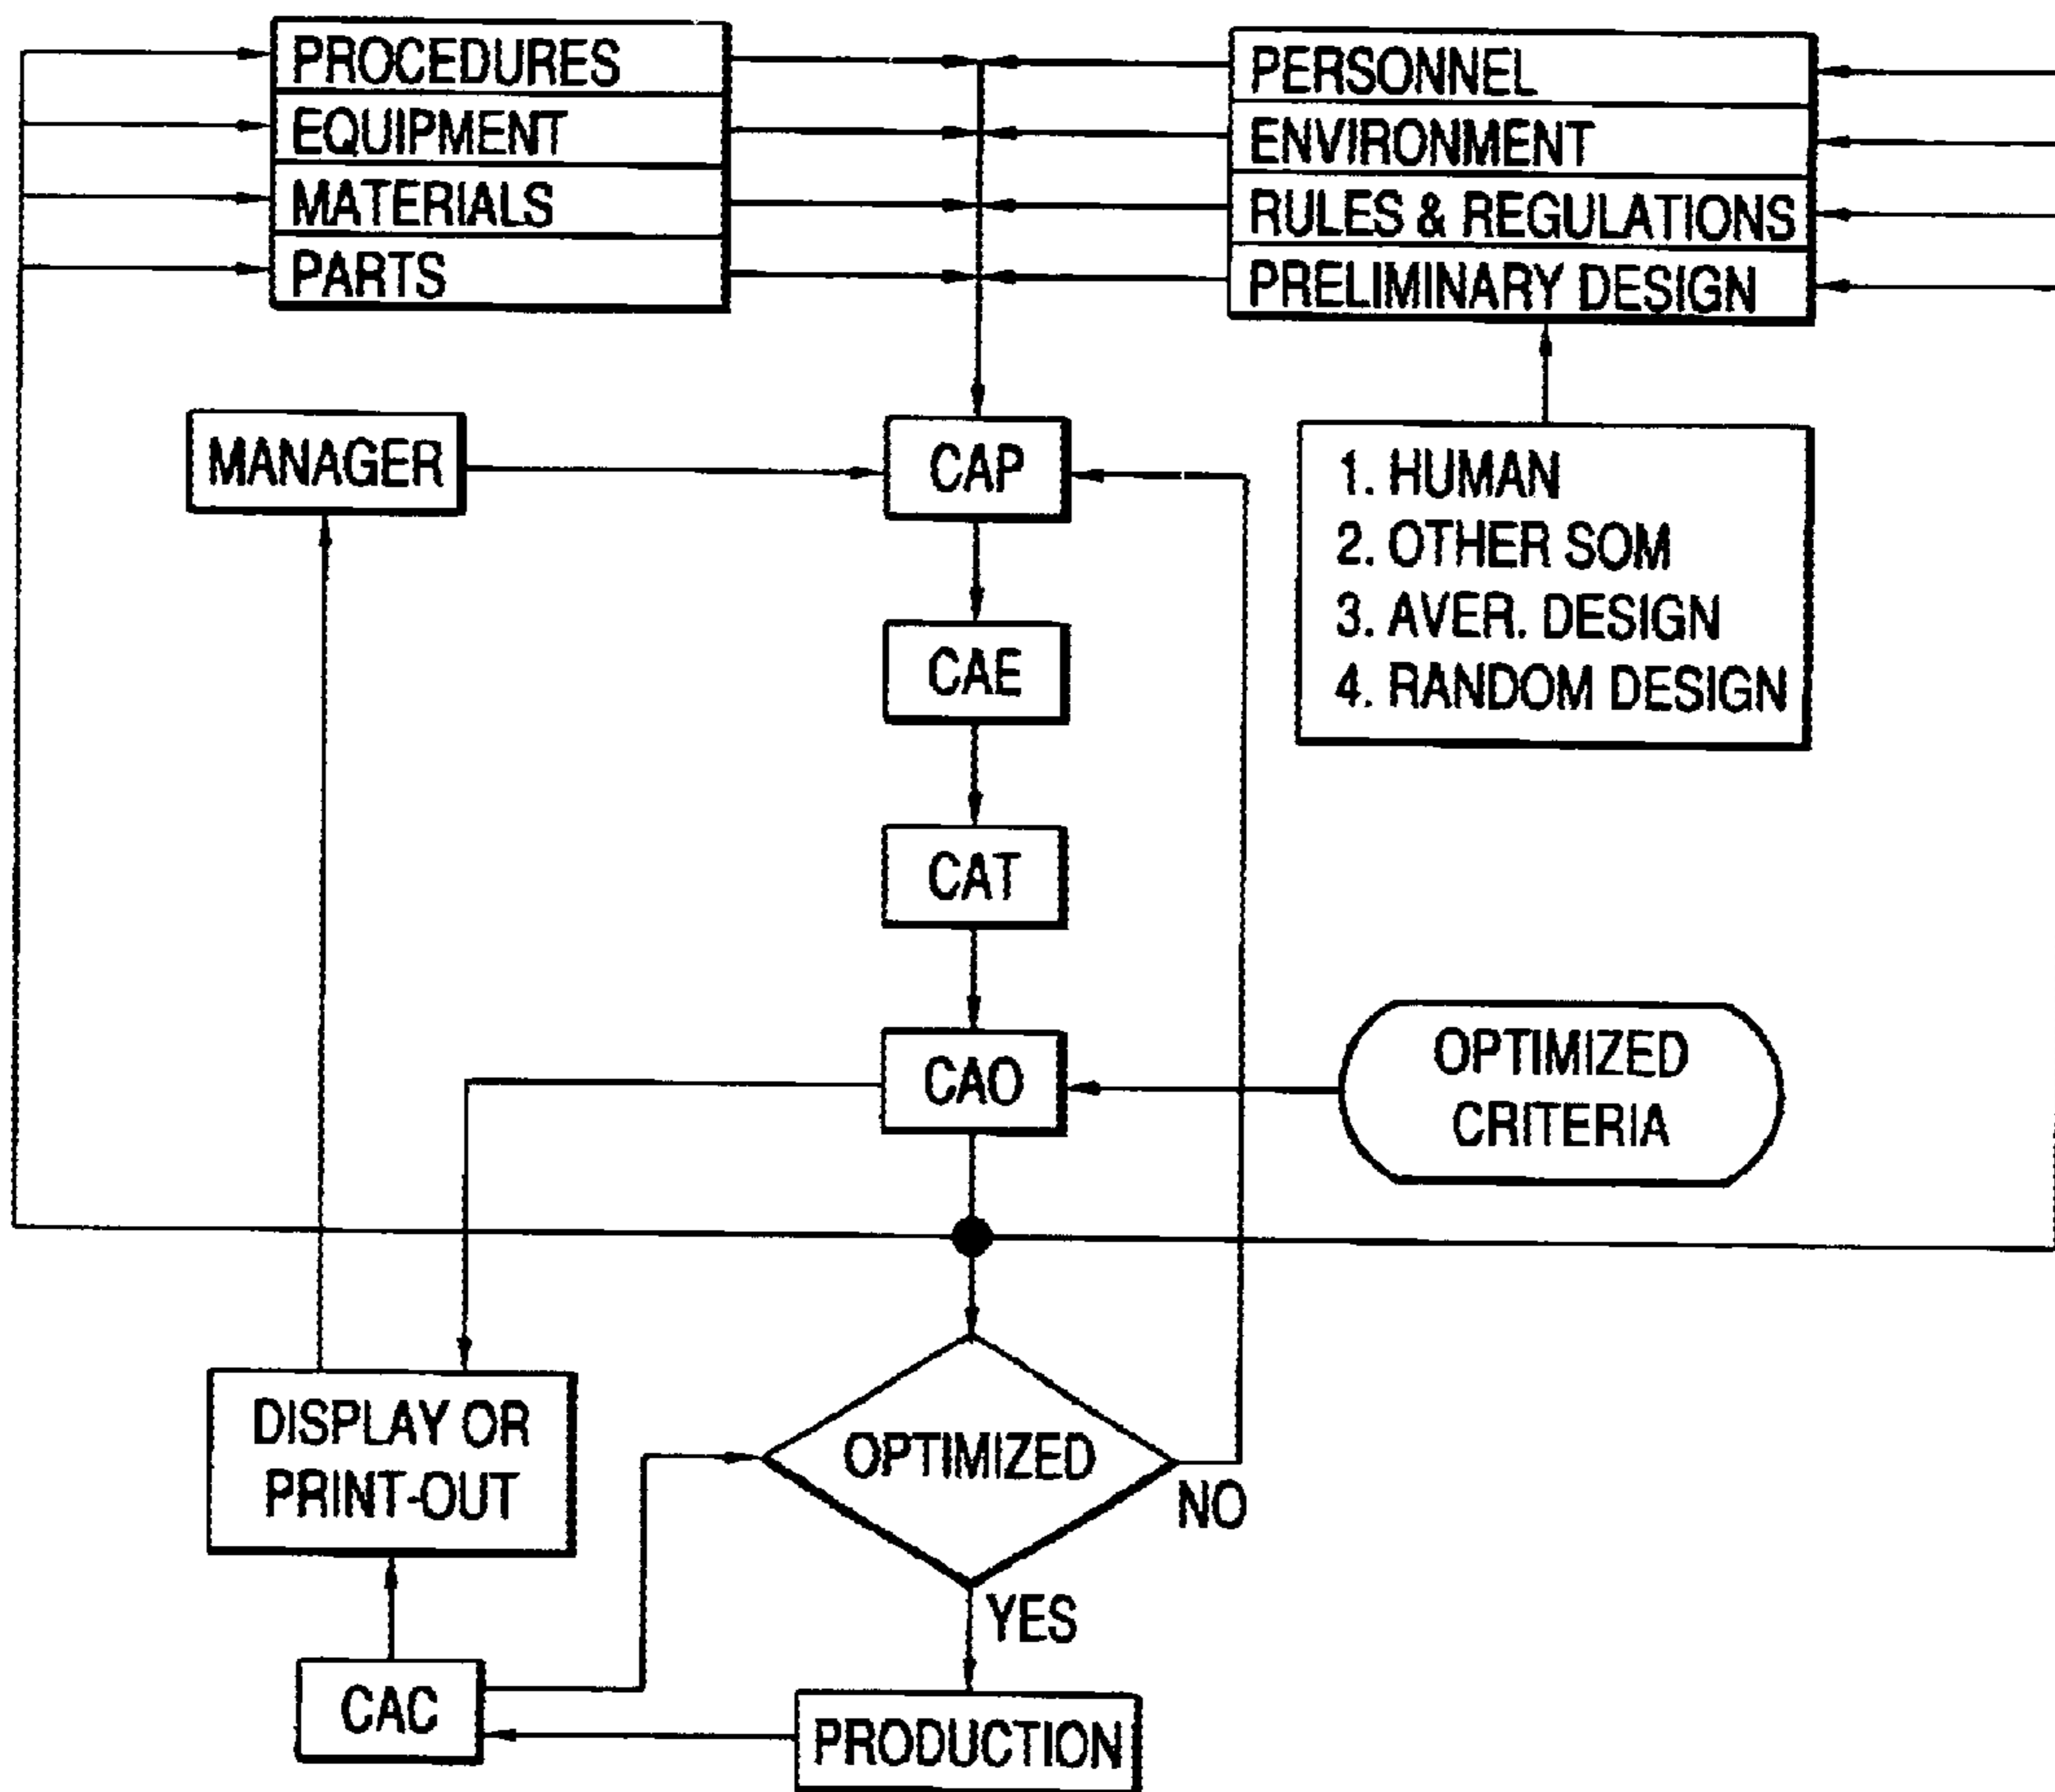 PROCEDURES
EQUIPMENT
MATERIALS
PARTS
PERSONNEL
ENVIRONMENT
RULES & REGULATIONS
PRELIMINARY DESIGN
MANAGER
CAP
1. HUMAN
2. OTHER SOM
3. AVER. DESIGN
4. RANDOM DESIGN
CAE
CAT
CAO
OPTIMIZED
CRITERIA
DISPLAY OR
PRINT-OUT
OPTIMIZED
NO
YES
CAC
PRODUCTION